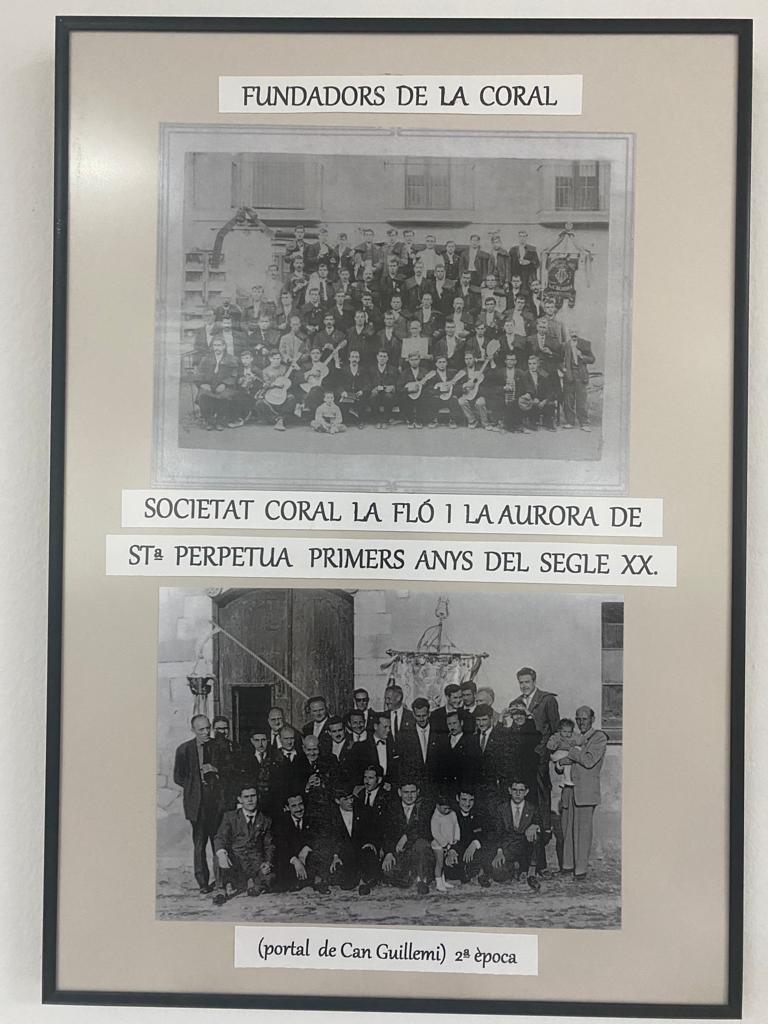 FUNDADORS DE LA CORAL
SOCIETAT CORAL LA FLÓ I LA AURORA DE
STª PERPETUA PRIMERS ANYS DEL SEGLE XX.
(portal de Can Guillemi) 2ª època